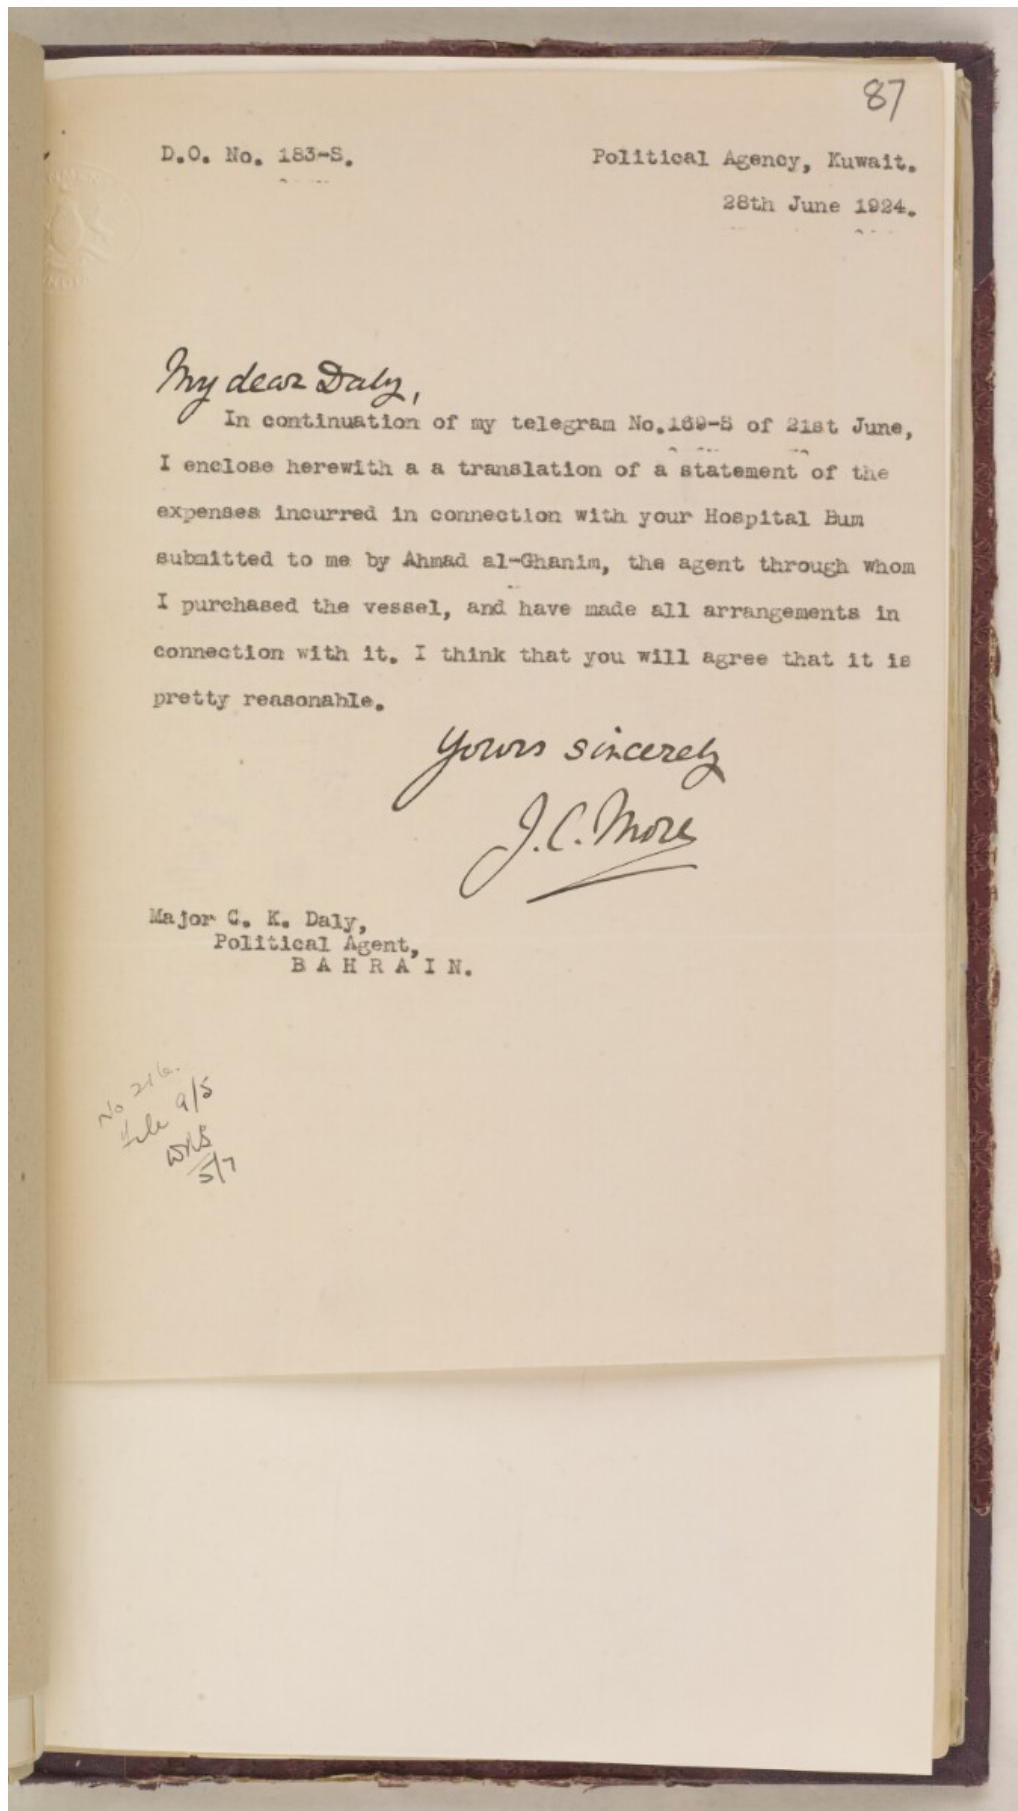 87
D.O. No. 183-S.
Political Agency, Kuwait.
28th June 1924.
My dear Daly,
In continuation of my telegram No.169-S of 21st June,
I enclose herewith a a translation of a statement of the
expenses incurred in connection with your Hospital Bum
submitted to me by Ahmad al-Ghanim, the agent through whom
I purchased the vessel, and have made all arrangements in
connection with it. I think that you will agree that it is
pretty reasonable.
Yours sincerely
J.C. More
Major C. K. Daly,
Political Agent,
BAHRAIN.
No 216.
File 9/5
5/7